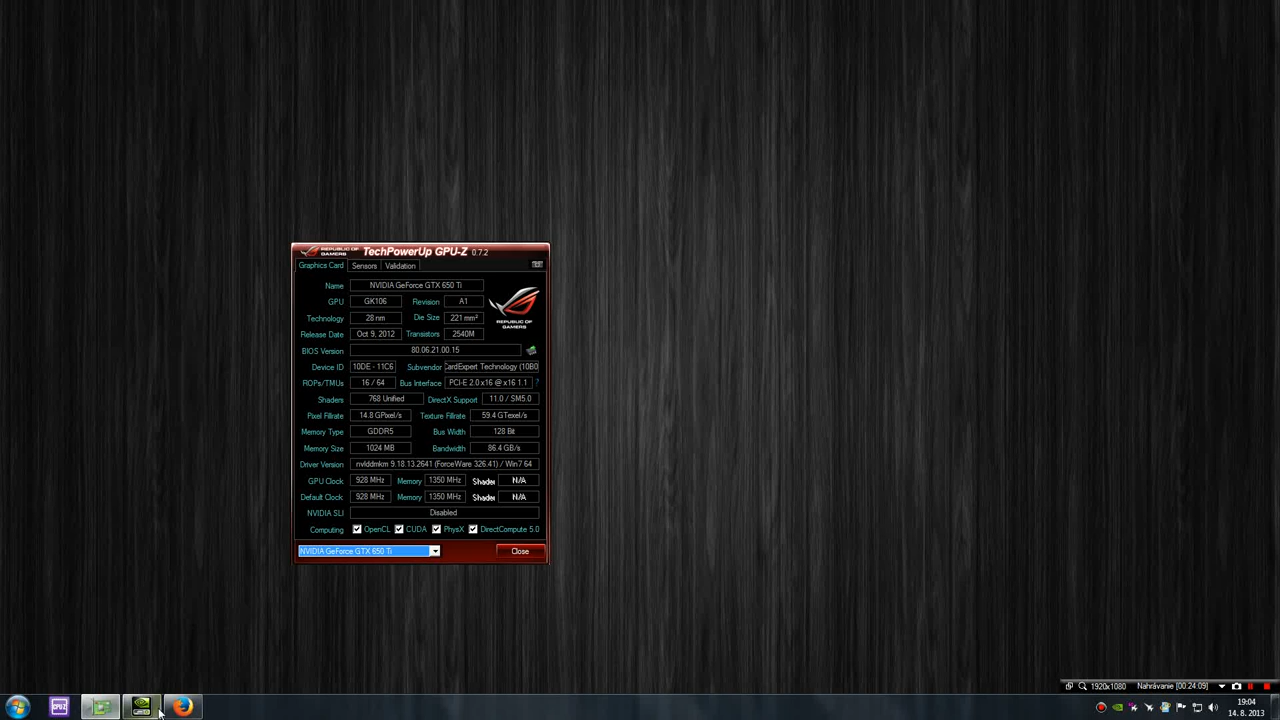 REPUBLIC OF GAMERS TechPowerUp GPU-Z 0.7.2
Graphics Card Sensors Validation
Name NVIDIA GeForce GTX 650 Ti
GPU GK106 Revision A1
Technology 28 nm Die Size 221 mm²
REPUBLIC OF GAMERS
Release Date Oct 9, 2012 Transistors 2540M
BIOS Version 80.06.21.00.15
Device ID 10DE - 11C6 Subvendor CardExpert Technology (10B0
ROPs/TMUs 16 / 64 Bus Interface PCI-E 2.0 x16 @ x16 1.1 ?
Shaders 768 Unified DirectX Support 11.0 / SM5.0
Pixel Fillrate 14.8 GPixel/s Texture Fillrate 59.4 GTexel/s
Memory Type GDDR5 Bus Width 128 Bit
Memory Size 1024 MB Bandwidth 86.4 GB/s
Driver Version nvlddmkm 9.18.13.2641 (ForceWare 326.41) / Win7 64
GPU Clock 928 MHz Memory 1350 MHz Shader N/A
Default Clock 928 MHz Memory 1350 MHz Shader N/A
NVIDIA SLI Disabled
Computing OpenCL CUDA PhysX DirectCompute 5.0
NVIDIA GeForce GTX 650 Ti Close
1920x1080 Nahrávanie [00:24.09]
CPU-Z
19:04
14. 8. 2013